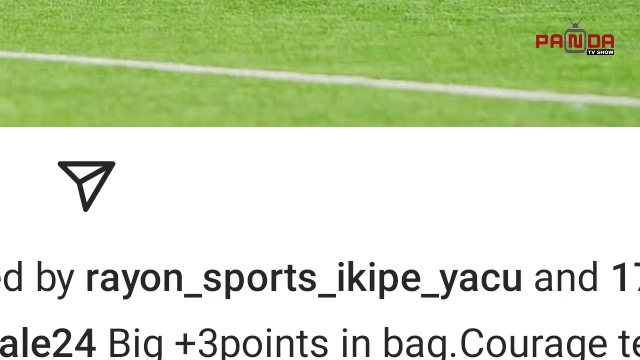 PANDA
TV SHOW
ed by rayon_sports_ikipe_yacu and 17
ale24 Big +3points in bag.Courage te